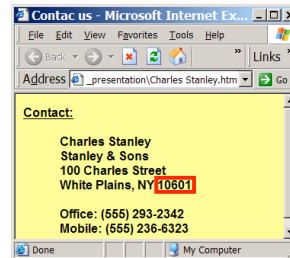 Contac us - Microsoft Internet Ex...
File Edit View Favorites Tools Help
Back » Links »
Address _presentation\Charles Stanley.htm Go
Contact:
Charles Stanley
Stanley & Sons
100 Charles Street
White Plains, NY 10601
Office: (555) 293-2342
Mobile: (555) 236-6323
Done My Computer